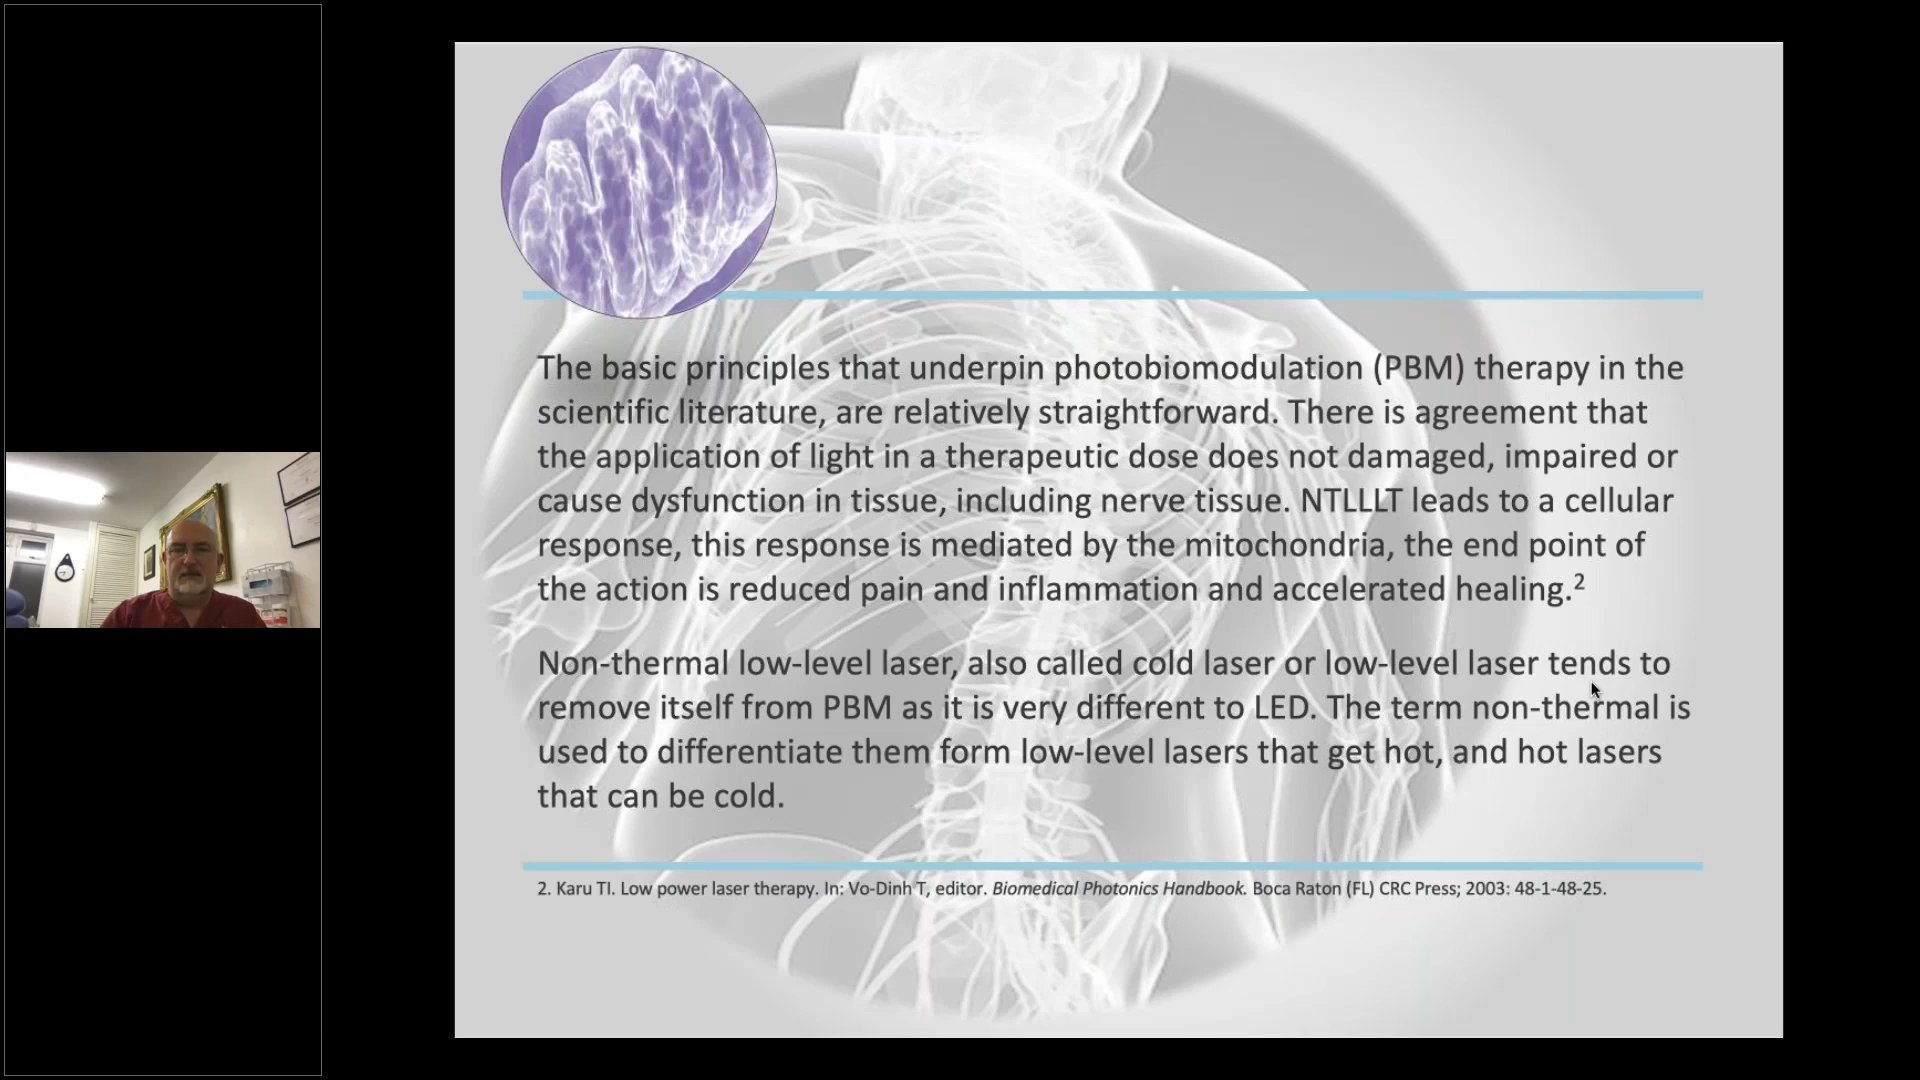 The basic principles that underpin photobiomodulation (PBM) therapy in the
scientific literature, are relatively straightforward. There is agreement that
the application of light in a therapeutic dose does not damaged, impaired or
cause dysfunction in tissue, including nerve tissue. NTLLLT leads to a cellular
response, this response is mediated by the mitochondria, the end point of
the action is reduced pain and inflammation and accelerated healing.2
Non-thermal low-level laser, also called cold laser or low-level laser tends to
remove itself from PBM as it is very different to LED. The term non-thermal is
used to differentiate them form low-level lasers that get hot, and hot lasers
that can be cold.
2. Karu TI. Low power laser therapy. In: Vo-Dinh T, editor. Biomedical Photonics Handbook. Boca Raton (FL) CRC Press; 2003: 48-1-48-25.